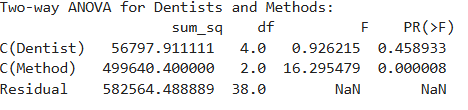 Two-way ANOVA for Dentists and Methods:
sum_sq df F PR(>F)
C(Dentist) 56797.911111 4.0 0.926215 0.458933
C(Method) 499640.400000 2.0 16.295479 0.000008
Residual 582564.488889 38.0 NaN NaN